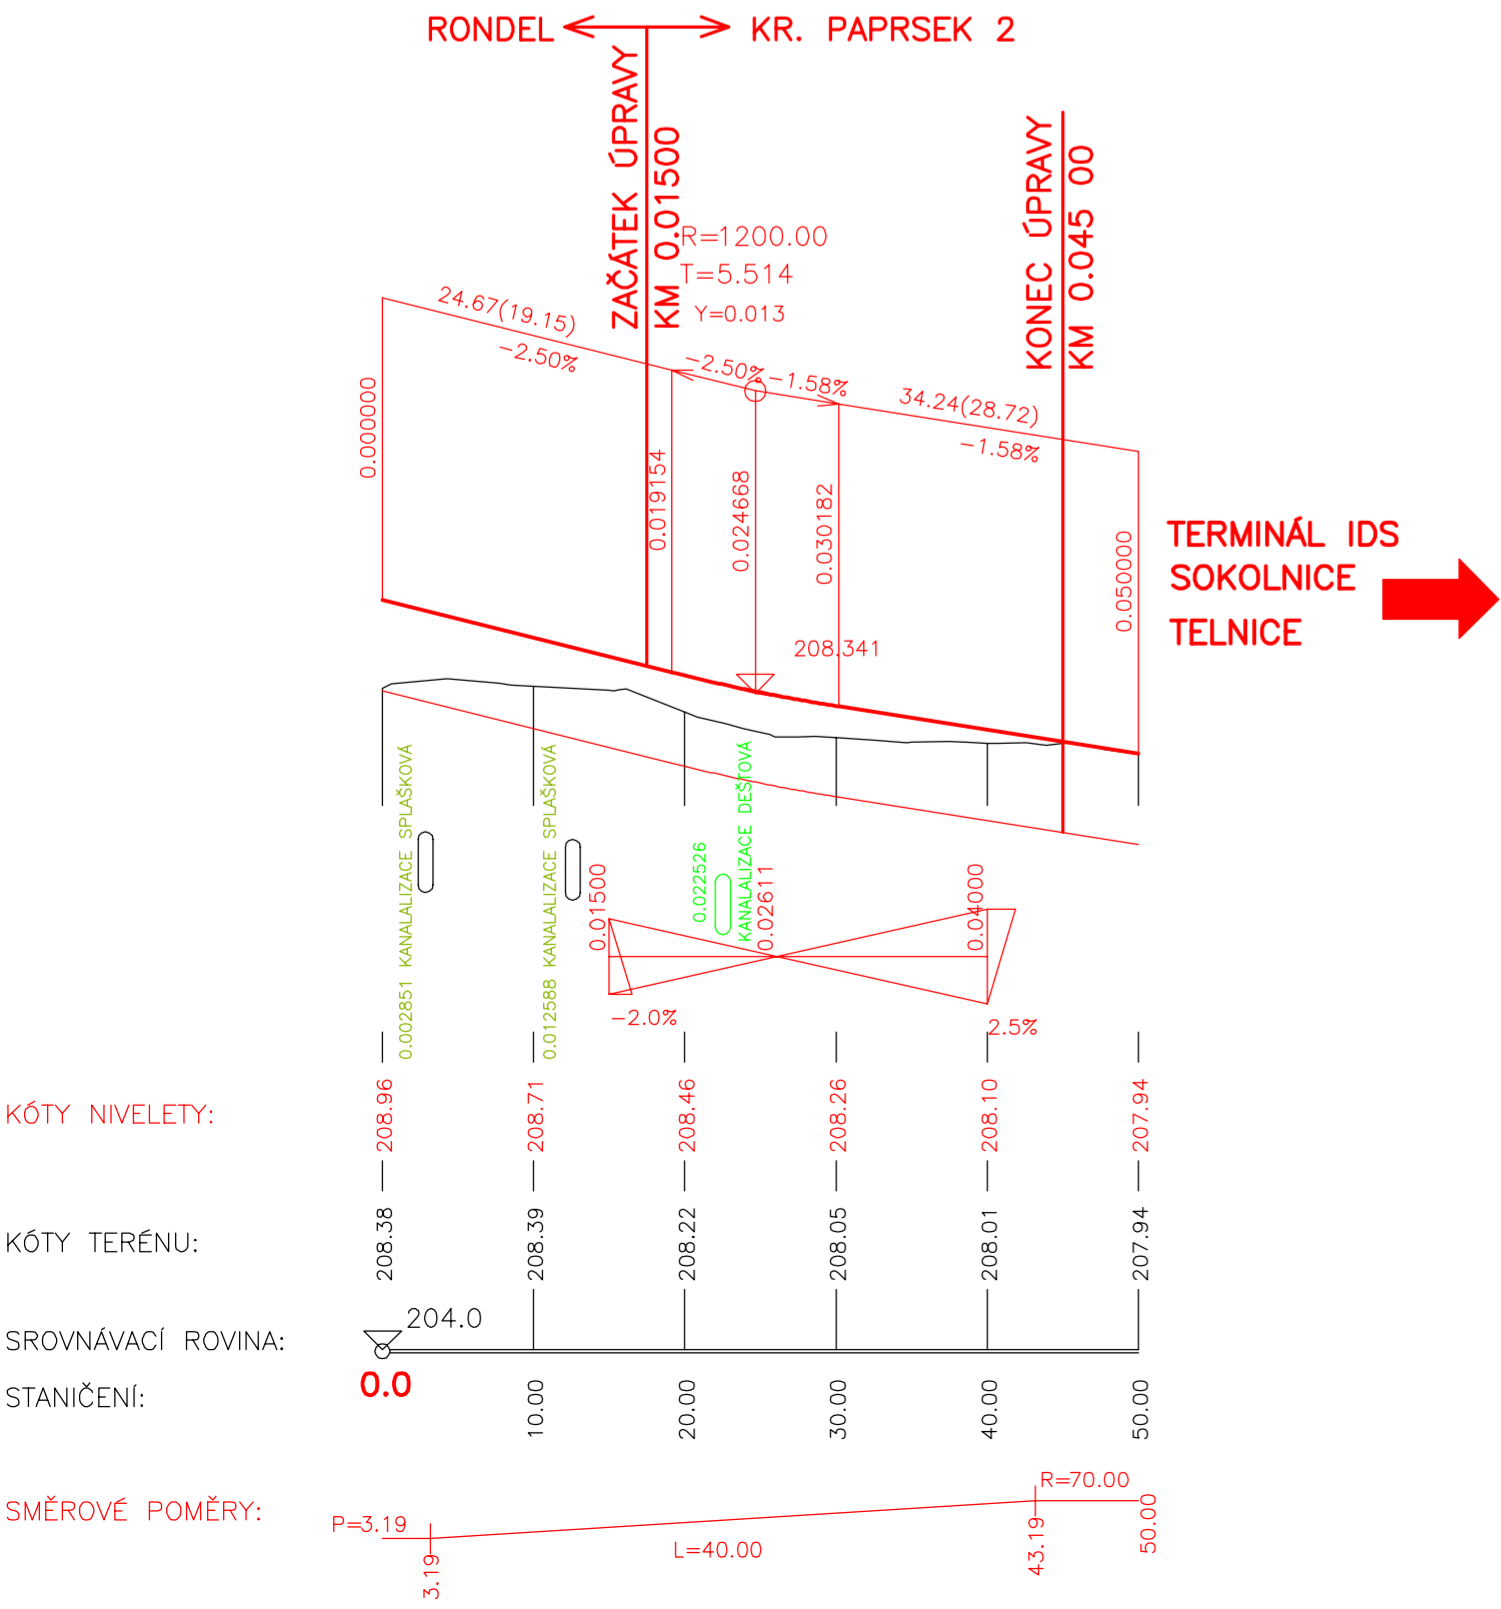 RONDEL
KR. PAPRSEK 2
ZAČÁTEK ÚPRAVY
KM 0.01500
KONEC ÚPRAVY
KM 0.045 00
R=1200.00
T=5.514
Y=0.013
24.67(19.15)
-2.50%
-2.50%
-1.58%
34.24(28.72)
-1.58%
0.000000
0.019154
0.024668
0.030182
0.050000
208.341
TERMINÁL IDS
SOKOLNICE
TELNICE
0.002851 KANALALIZACE SPLAŠKOVÁ
0.012588 KANALALIZACE SPLAŠKOVÁ
0.022526
KANALALIZACE DEŠŤOVÁ
0.01500
0.02611
0.04000
-2.0%
2.5%
KÓTY NIVELETY:
208.96
208.71
208.46
208.26
208.10
207.94
KÓTY TERÉNU:
208.38
208.39
208.22
208.05
208.01
207.94
SROVNÁVACÍ ROVINA:
204.0
STANIČENÍ:
0.0
10.00
20.00
30.00
40.00
50.00
SMĚROVÉ POMĚRY:
P=3.19
3.19
L=40.00
R=70.00
43.19
50.00